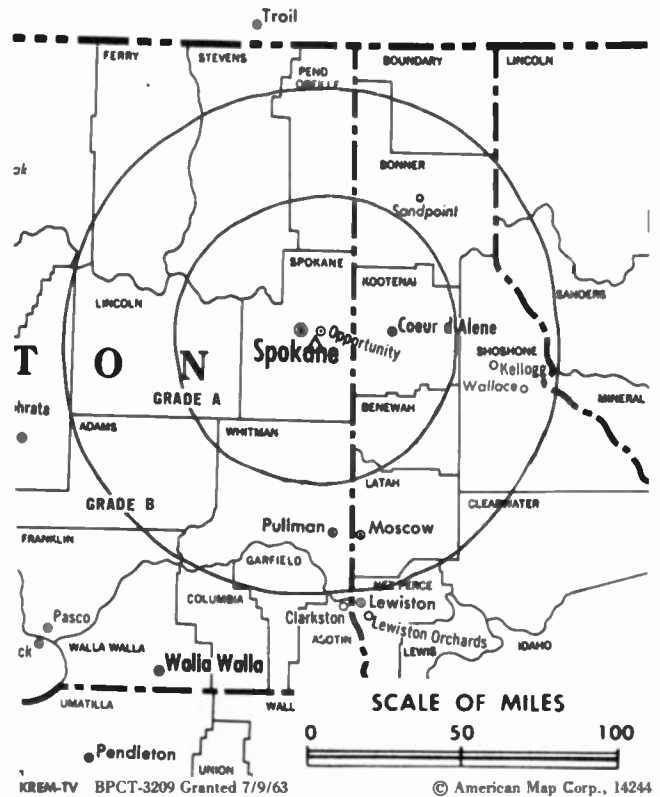 Troil
FERRY
STEVENS
PEND
OREILLE
BOUNDARY
LINCOLN
BONNER
ak
Sandpoint
SPOKANE
KOOTENAI
SANDERS
LINCOLN
Opportunity
Coeur d'Alene
Spokane
SHOSHONE
T O N
Kellogg
Wallace
GRADE A
MINERAL
phrata
BENEWAH
ADAMS
WHITMAN
LATAH
GRADE B
CLEARWATER
Pullman
Moscow
FRANKLIN
GARFIELD
NEZ PERCE
COLUMBIA
Clarkston
Lewiston
Pasco
Lewiston Orchards
ASOTIN
IDAHO
ck
WALLA WALLA
LEWIS
Walla Walla
UMATILLA
WALL
SCALE OF MILES
0 50 100
Pendleton
UNION
KREM-TV BPCT-3209 Granted 7/9/63 © American Map Corp., 14244